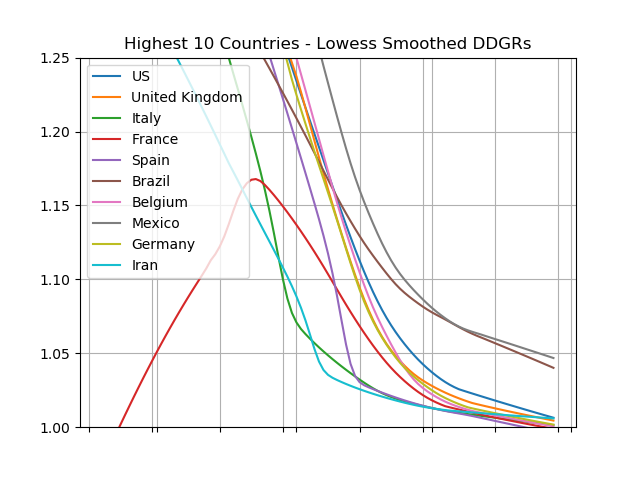 Highest 10 Countries - Lowess Smoothed DDGRs
1.25
1.20
1.15
1.10
1.05
1.00
US
United Kingdom
Italy
France
Spain
Brazil
Belgium
Mexico
Germany
Iran